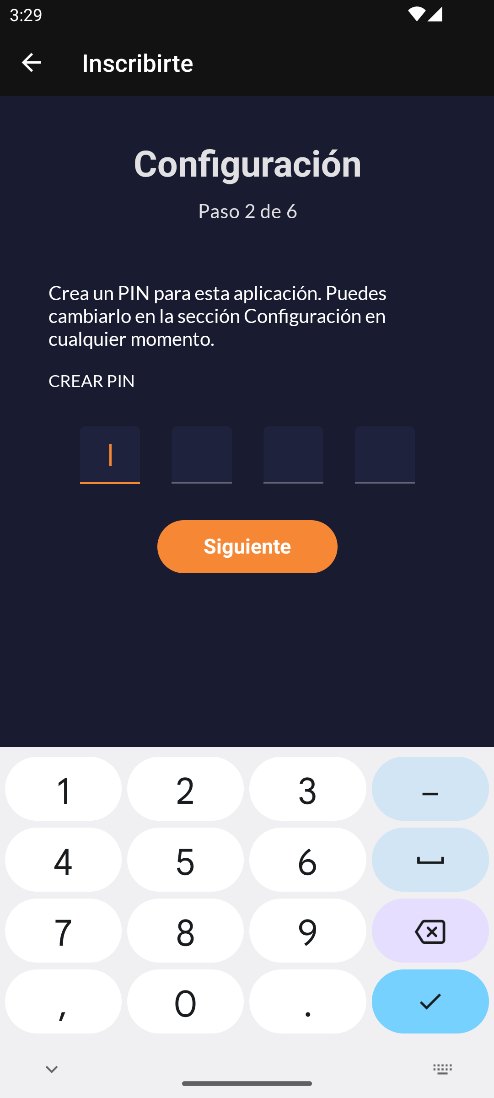 3:29
Inscribirte
Configuración
Paso 2 de 6
Crea un PIN para esta aplicación. Puedes
cambiarlo en la sección Configuración en
cualquier momento.
CREAR PIN
Siguiente
1 2 3 –
4 5 6
7 8 9
, 0 .